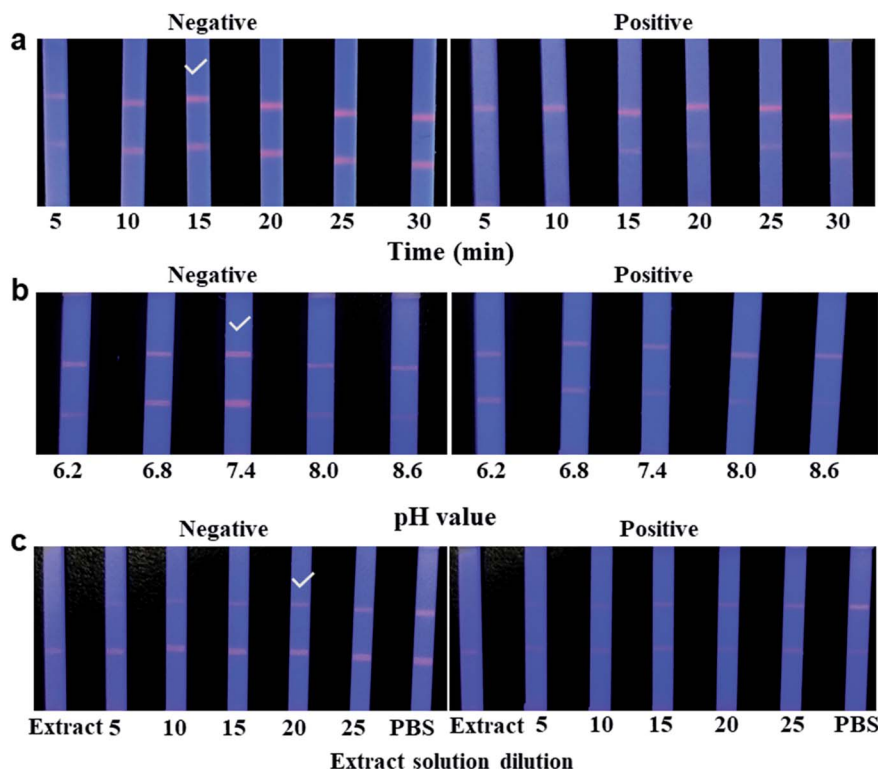 a
Negative
Positive
5 10 15 20 25 30 5 10 15 20 25 30
Time (min)
b
Negative
Positive
6.2 6.8 7.4 8.0 8.6 6.2 6.8 7.4 8.0 8.6
pH value
c
Negative
Positive
Extract 5 10 15 20 25 PBS Extract 5 10 15 20 25 PBS
Extract solution dilution